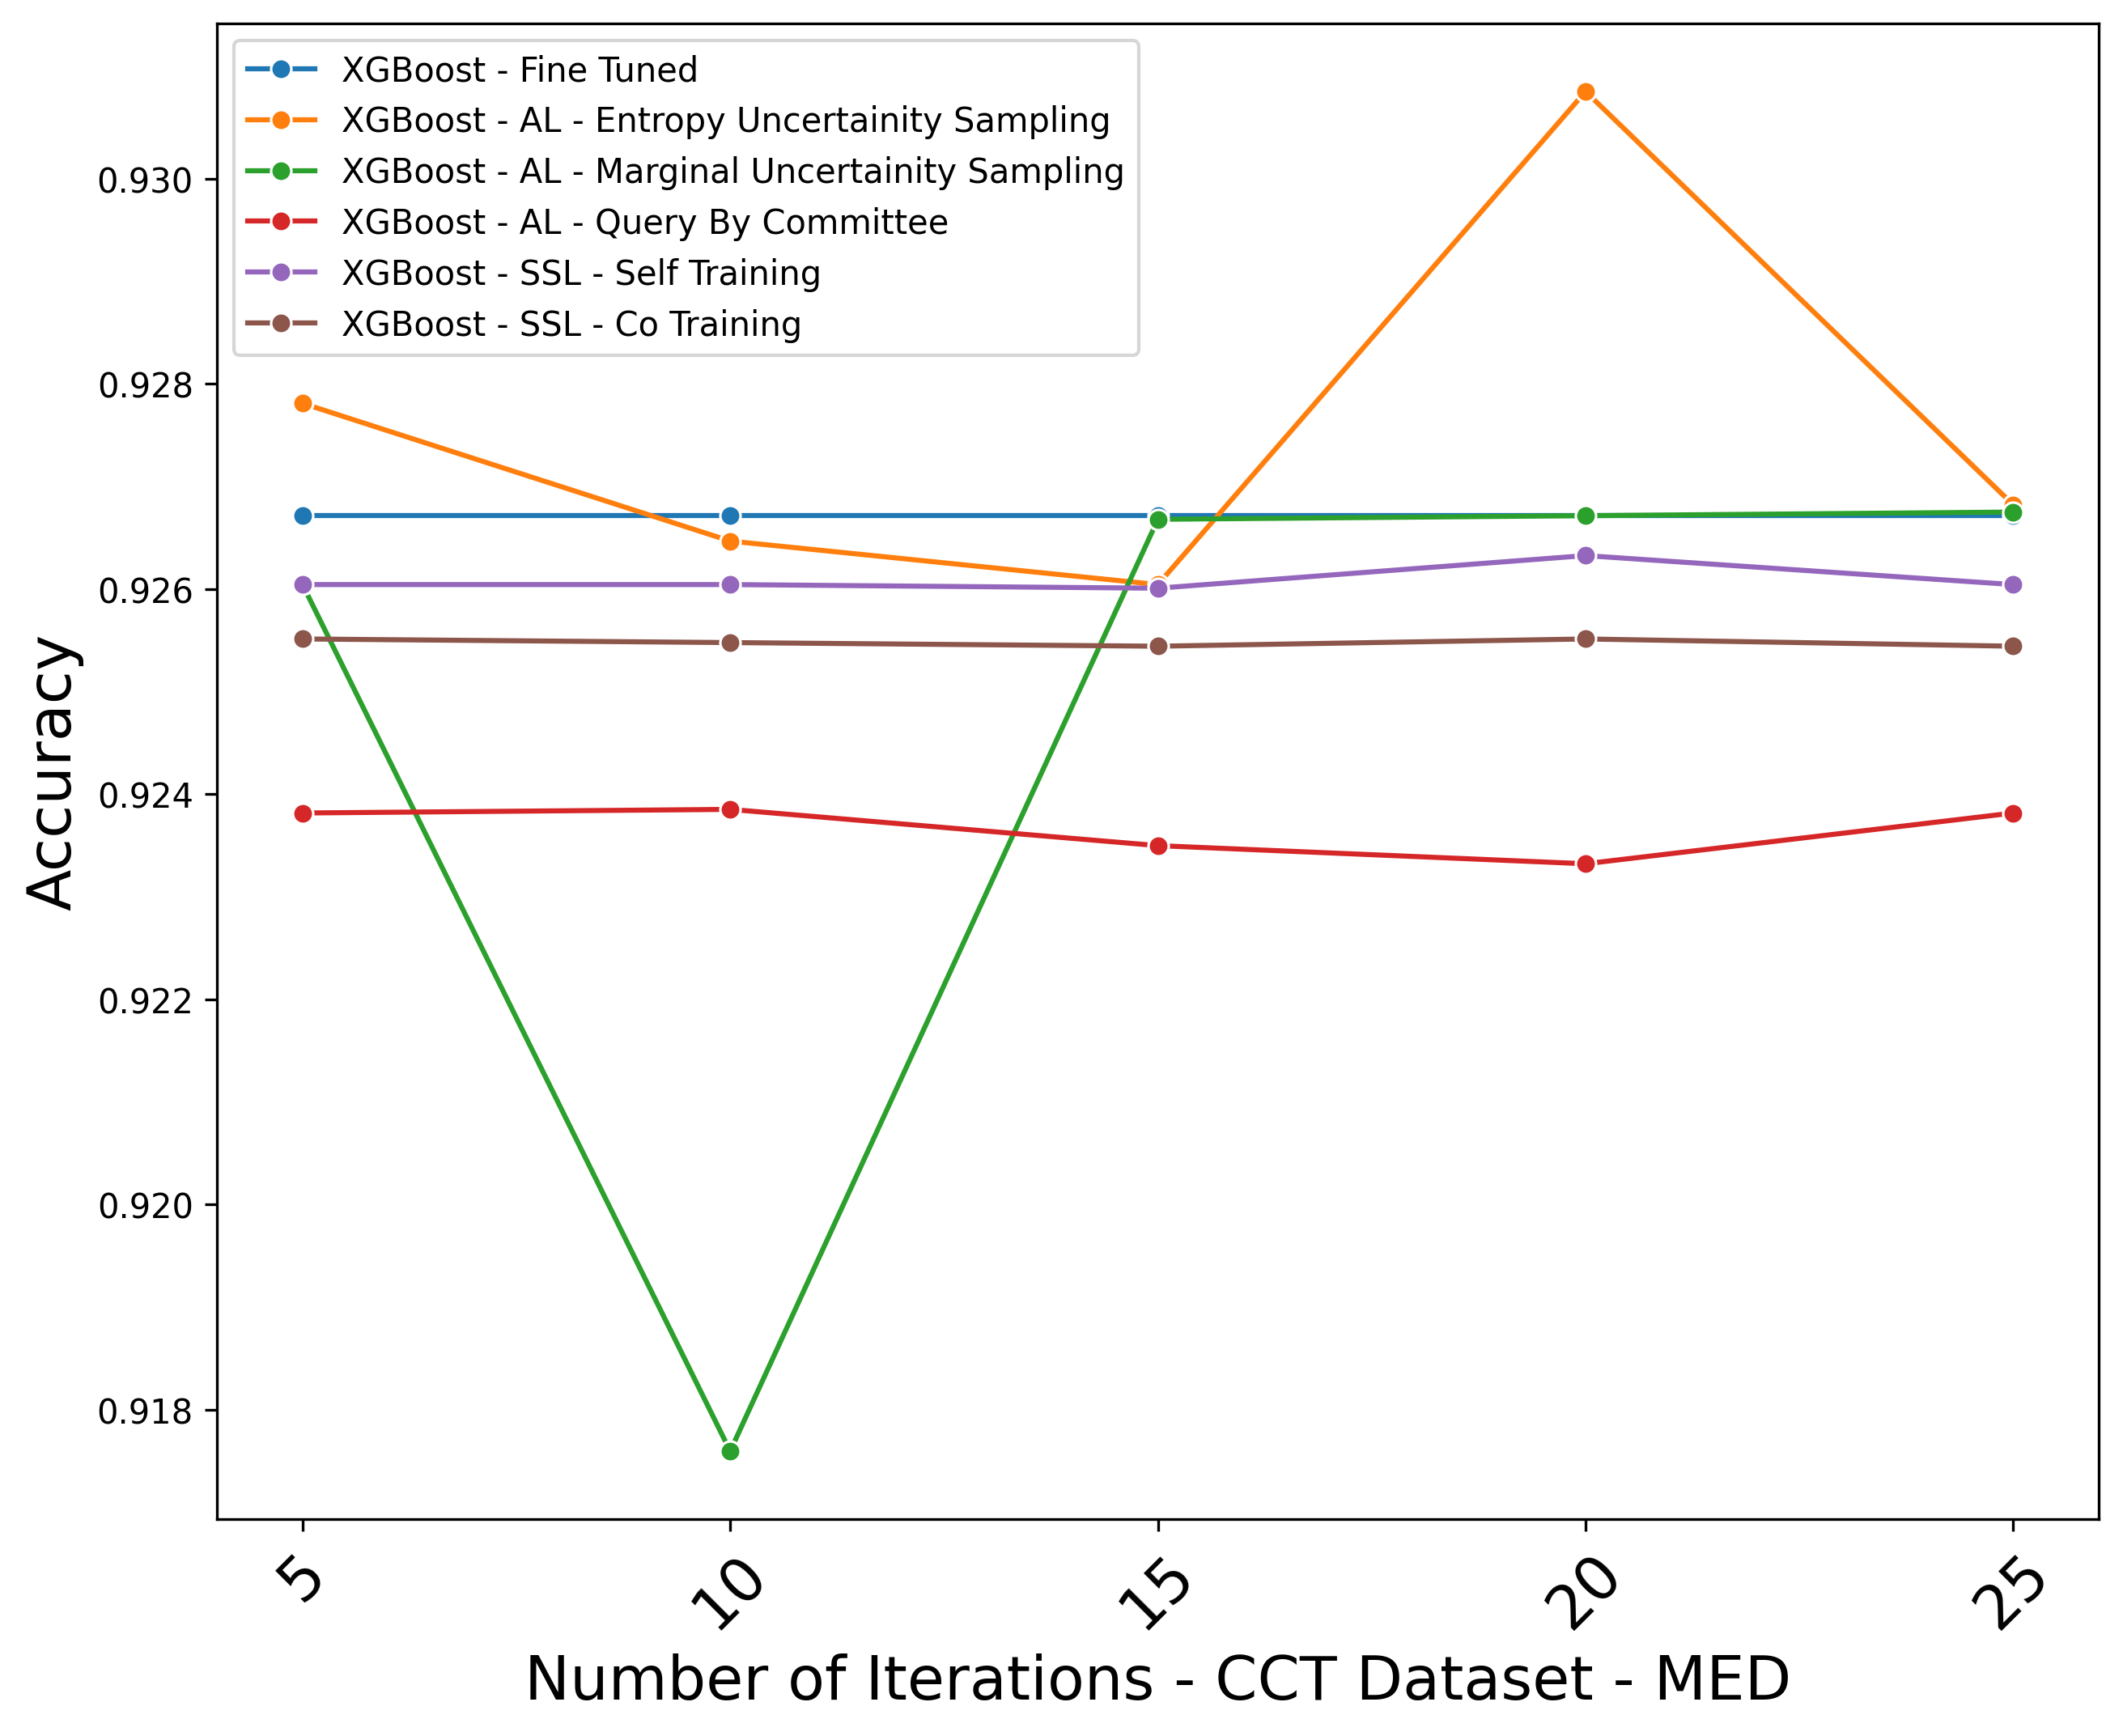 XGBoost - Fine Tuned
XGBoost - AL - Entropy Uncertainity Sampling
XGBoost - AL - Marginal Uncertainity Sampling
XGBoost - AL - Query By Committee
XGBoost - SSL - Self Training
XGBoost - SSL - Co Training
0.930
0.928
0.926
0.924
0.922
0.920
0.918
Accuracy
5
10
15
20
25
Number of Iterations - CCT Dataset - MED